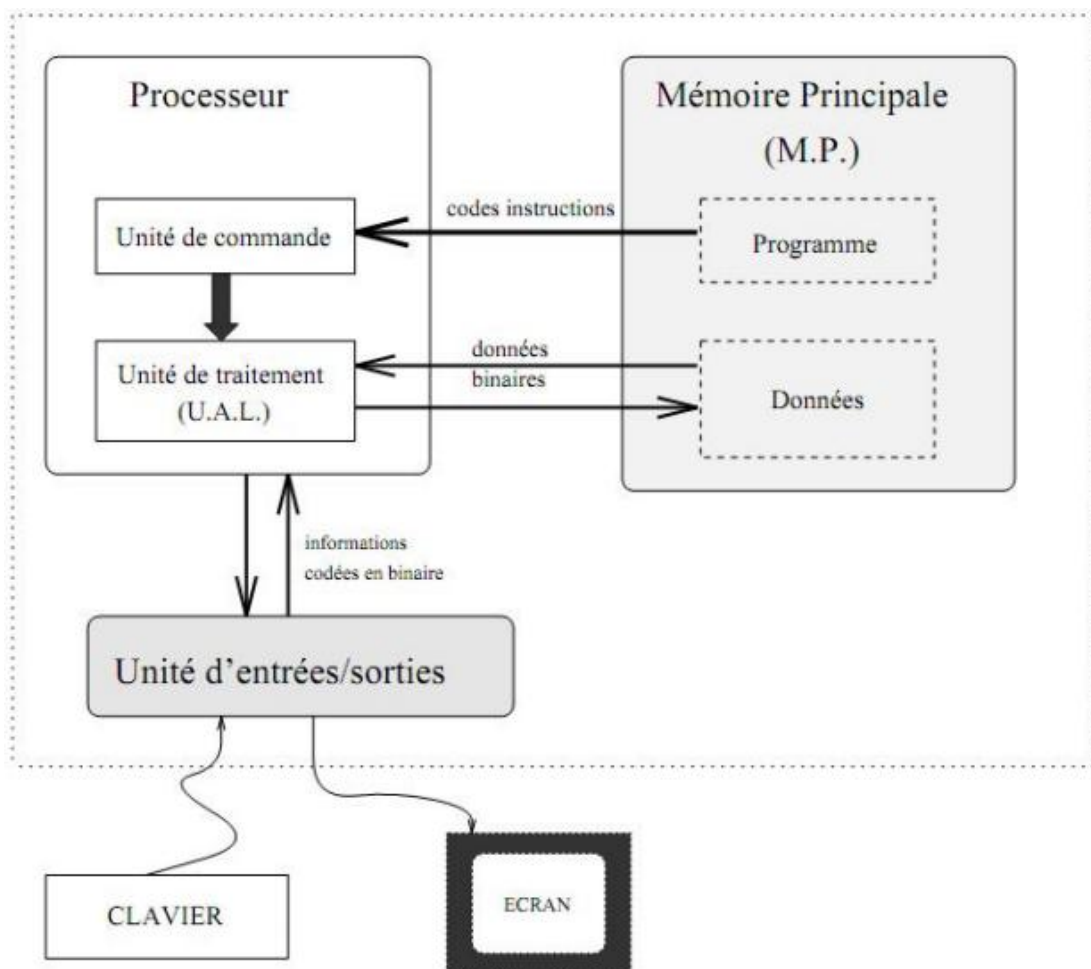 Processeur
Mémoire Principale
(M.P.)
codes instructions
Unité de commande
Programme
données
binaires
Unité de traitement
(U.A.L.)
Données
informations
codées en binaire
Unité d’entrées/sorties
CLAVIER
ECRAN